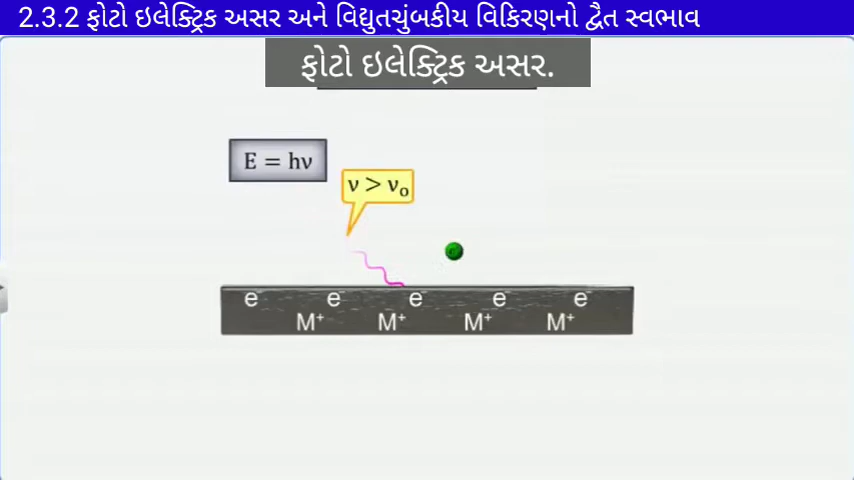 2.3.2 ફોટો ઇલેક્ટ્રિક અસર અને વિદ્યુતચુંબકીય વિકિરણનો દ્વૈત સ્વભાવ
ફોટો ઇલેક્ટ્રિક અસર.
E = hν
ν > ν₀
e⁻ e⁻ e⁻ e⁻ e⁻
M⁺ M⁺ M⁺ M⁺